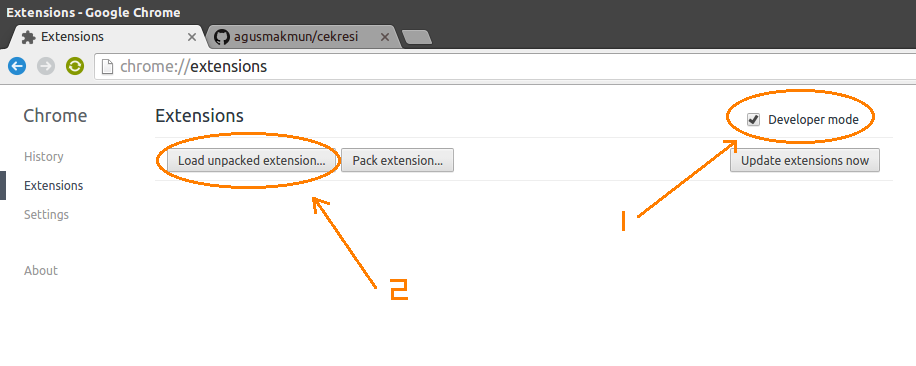 Extensions - Google Chrome
Extensions
agusmakmun/cekresi
chrome://extensions
Chrome
Extensions
Developer mode
History
Load unpacked extension...
Pack extension...
Update extensions now
Extensions
Settings
1
About
2